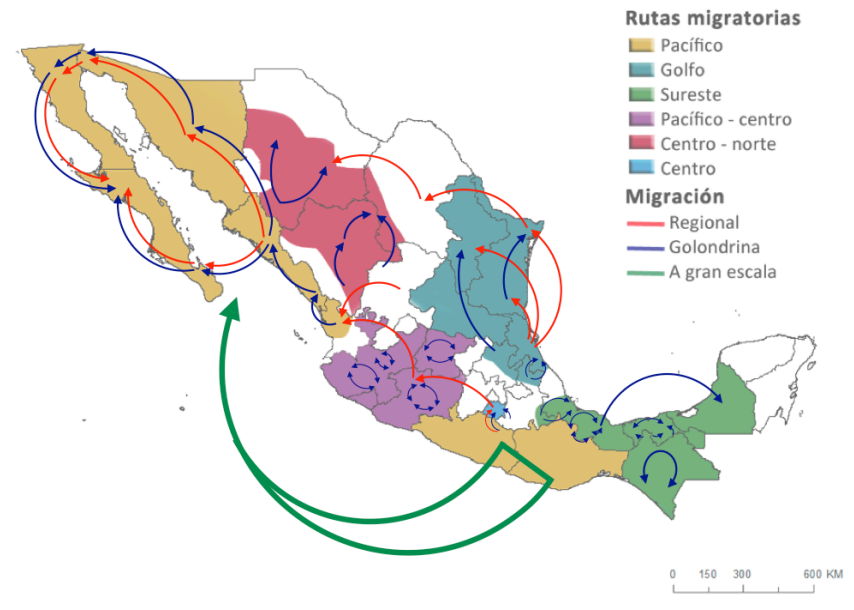 Rutas migratorias
Pacífico
Golfo
Sureste
Pacífico - centro
Centro - norte
Centro
Migración
Regional
Golondrina
A gran escala
0 150 300 600 KM